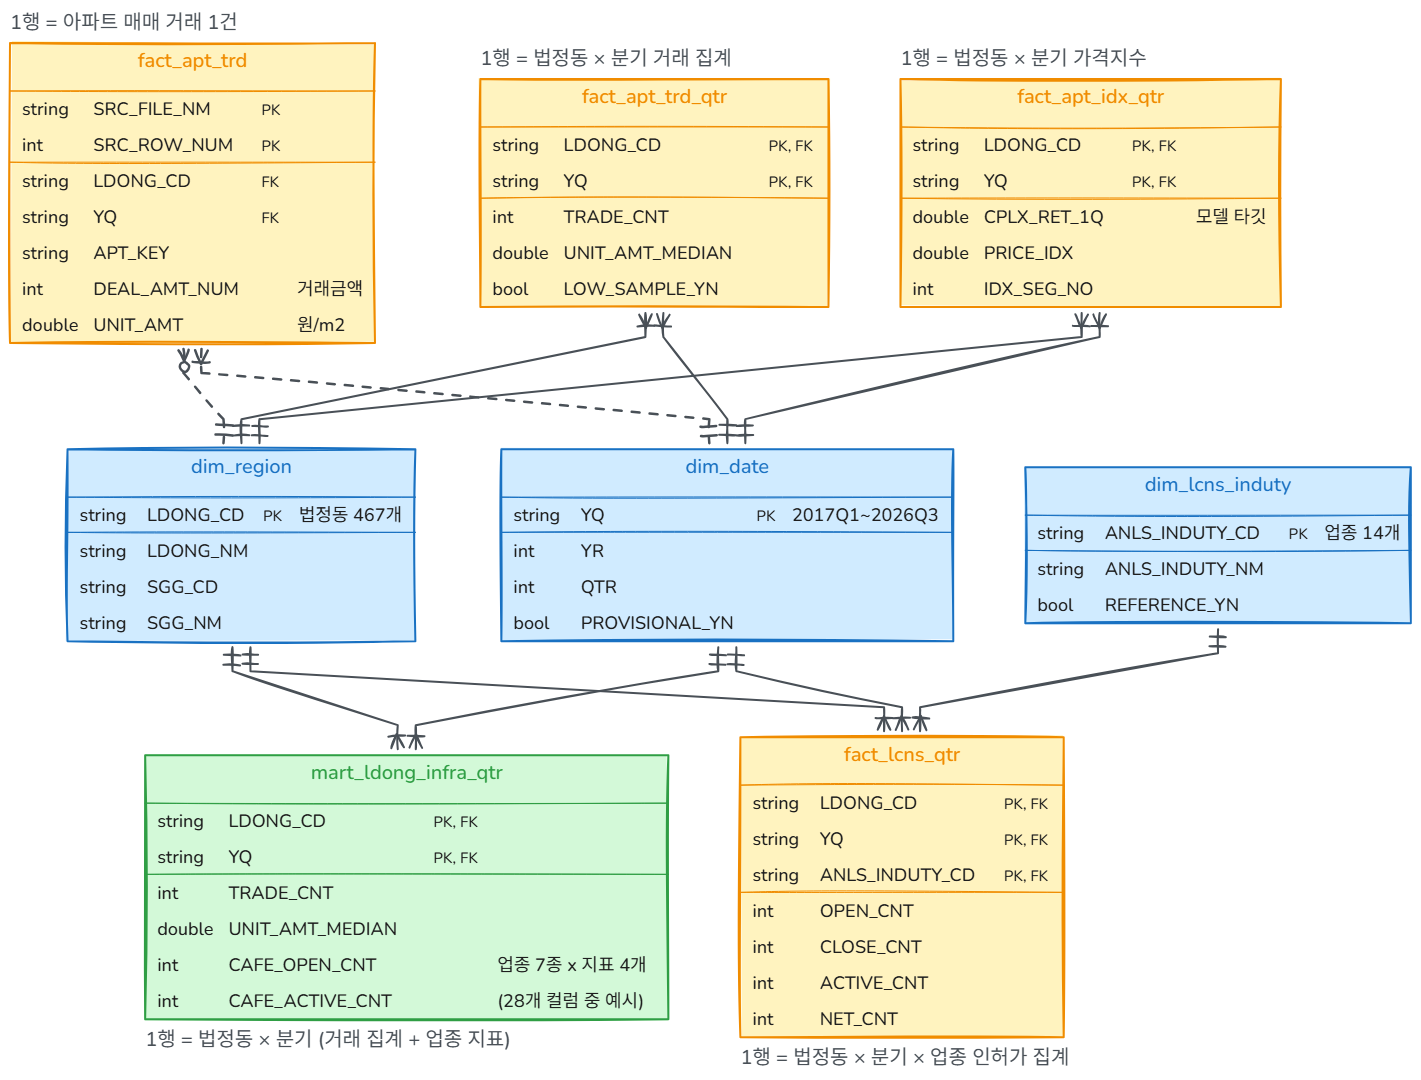 1행 = 아파트 매매 거래 1건
fact_apt_trd
string SRC_FILE_NM PK
int SRC_ROW_NUM PK
string LDONG_CD FK
string YQ FK
string APT_KEY
int DEAL_AMT_NUM 거래금액
double UNIT_AMT 원/m2
1행 = 법정동 × 분기 거래 집계
fact_apt_trd_qtr
string LDONG_CD PK, FK
string YQ PK, FK
int TRADE_CNT
double UNIT_AMT_MEDIAN
bool LOW_SAMPLE_YN
1행 = 법정동 × 분기 가격지수
fact_apt_idx_qtr
string LDONG_CD PK, FK
string YQ PK, FK
double CPLX_RET_1Q 모델 타깃
double PRICE_IDX
int IDX_SEG_NO
dim_region
string LDONG_CD PK 법정동 467개
string LDONG_NM
string SGG_CD
string SGG_NM
dim_date
string YQ PK 2017Q1~2026Q3
int YR
int QTR
bool PROVISIONAL_YN
dim_lcns_induty
string ANLS_INDUTY_CD PK 업종 14개
string ANLS_INDUTY_NM
bool REFERENCE_YN
mart_ldong_infra_qtr
string LDONG_CD PK, FK
string YQ PK, FK
int TRADE_CNT
double UNIT_AMT_MEDIAN
int CAFE_OPEN_CNT 업종 7종 x 지표 4개
int CAFE_ACTIVE_CNT (28개 컬럼 중 예시)
1행 = 법정동 × 분기 (거래 집계 + 업종 지표)
fact_lcns_qtr
string LDONG_CD PK, FK
string YQ PK, FK
string ANLS_INDUTY_CD PK, FK
int OPEN_CNT
int CLOSE_CNT
int ACTIVE_CNT
int NET_CNT
1행 = 법정동 × 분기 × 업종 인허가 집계